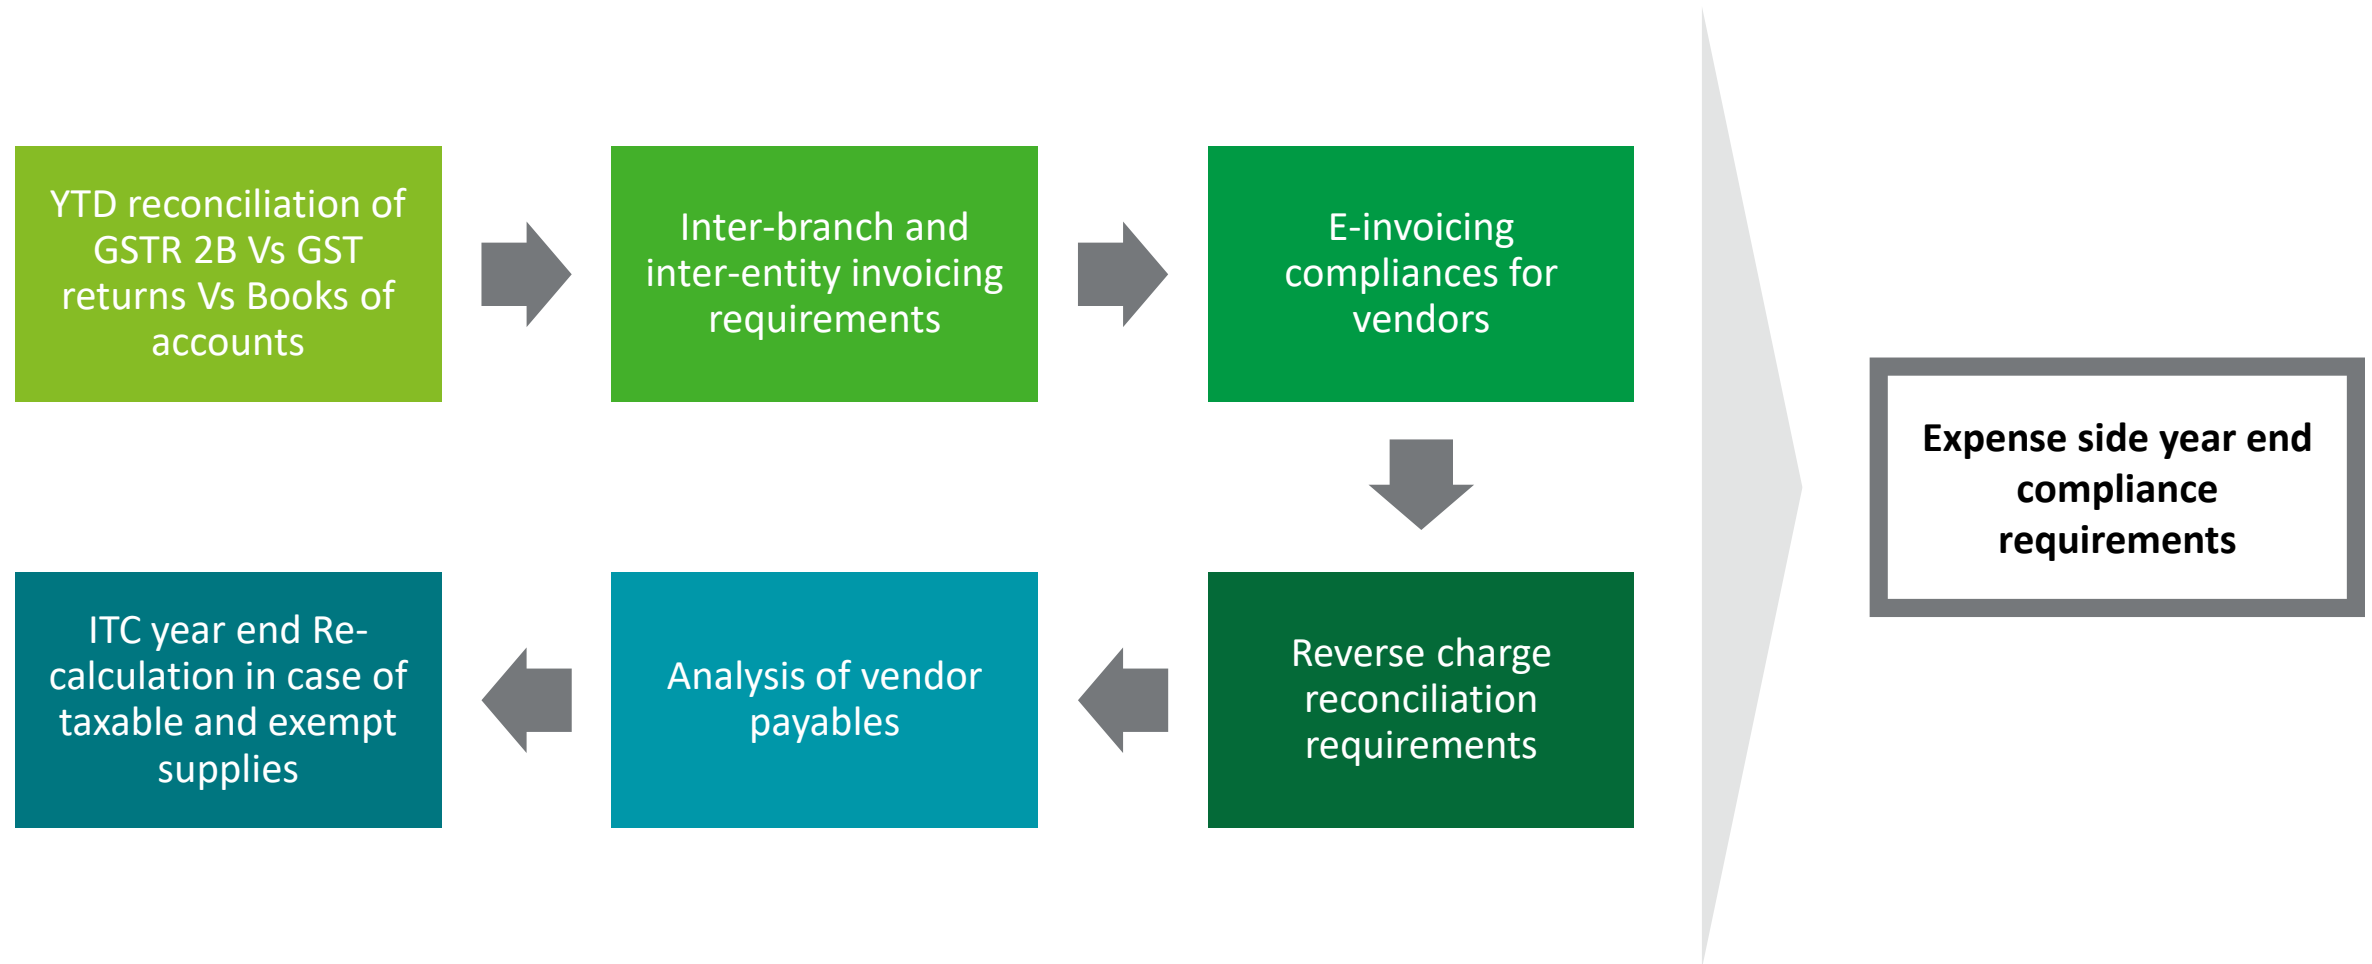 YTD reconciliation of
GSTR 2B Vs GST
returns Vs Books of
accounts
Inter-branch and
inter-entity invoicing
requirements
E-invoicing
compliances for
vendors
Reverse charge
reconciliation
requirements
Analysis of vendor
payables
ITC year end Re-
calculation in case of
taxable and exempt
supplies
Expense side year end
compliance
requirements